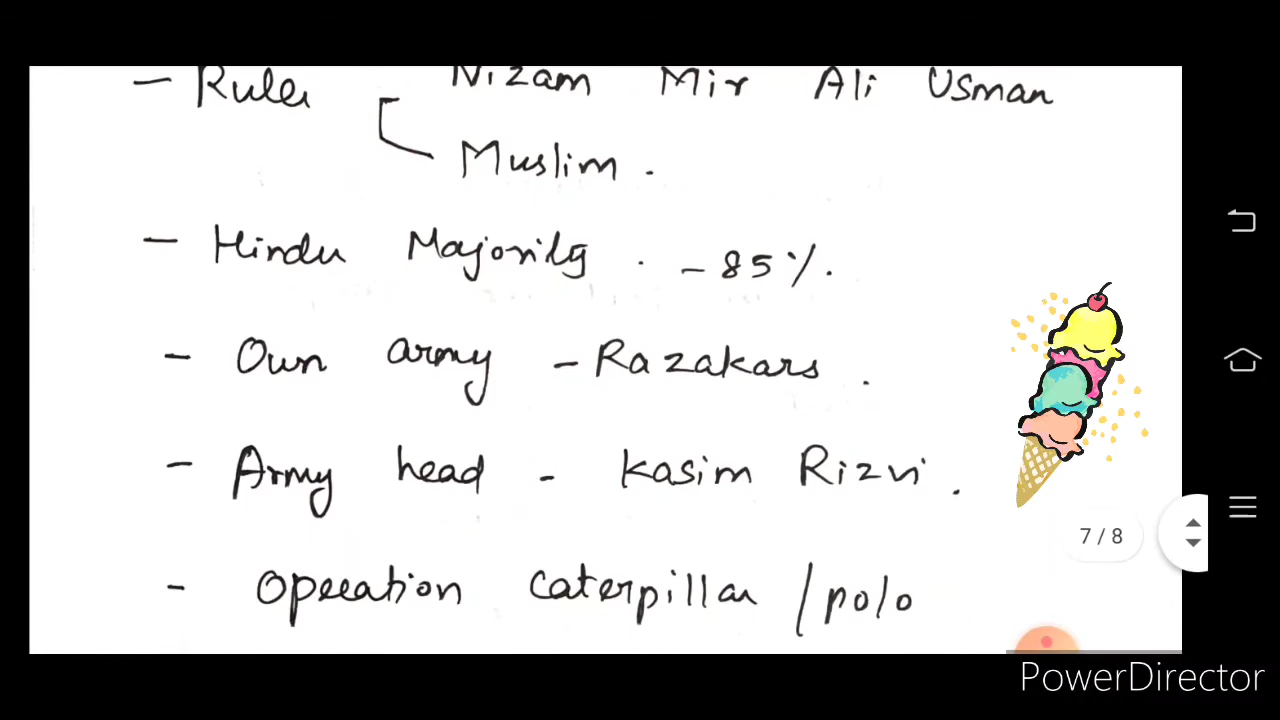 - Ruler Nizam Mir Ali Usman
Muslim.
- Hindu Majority. - 85%.
- Own army - Razakars.
- Army head - Kasim Rizvi.
7/8
- Operation caterpillar / polo
PowerDirector